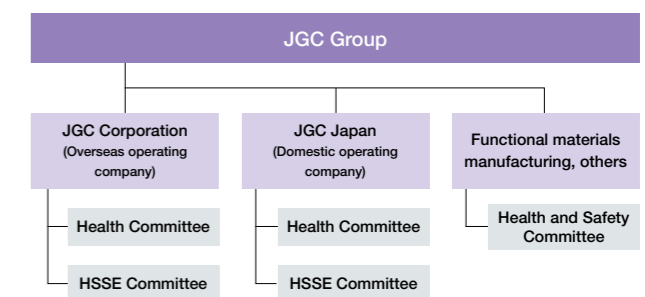 JGC Group
JGC Corporation
(Overseas operating
company)
Health Committee
HSSE Committee
JGC Japan
(Domestic operating
company)
Health Committee
HSSE Committee
Functional materials
manufacturing, others
Health and Safety
Committee